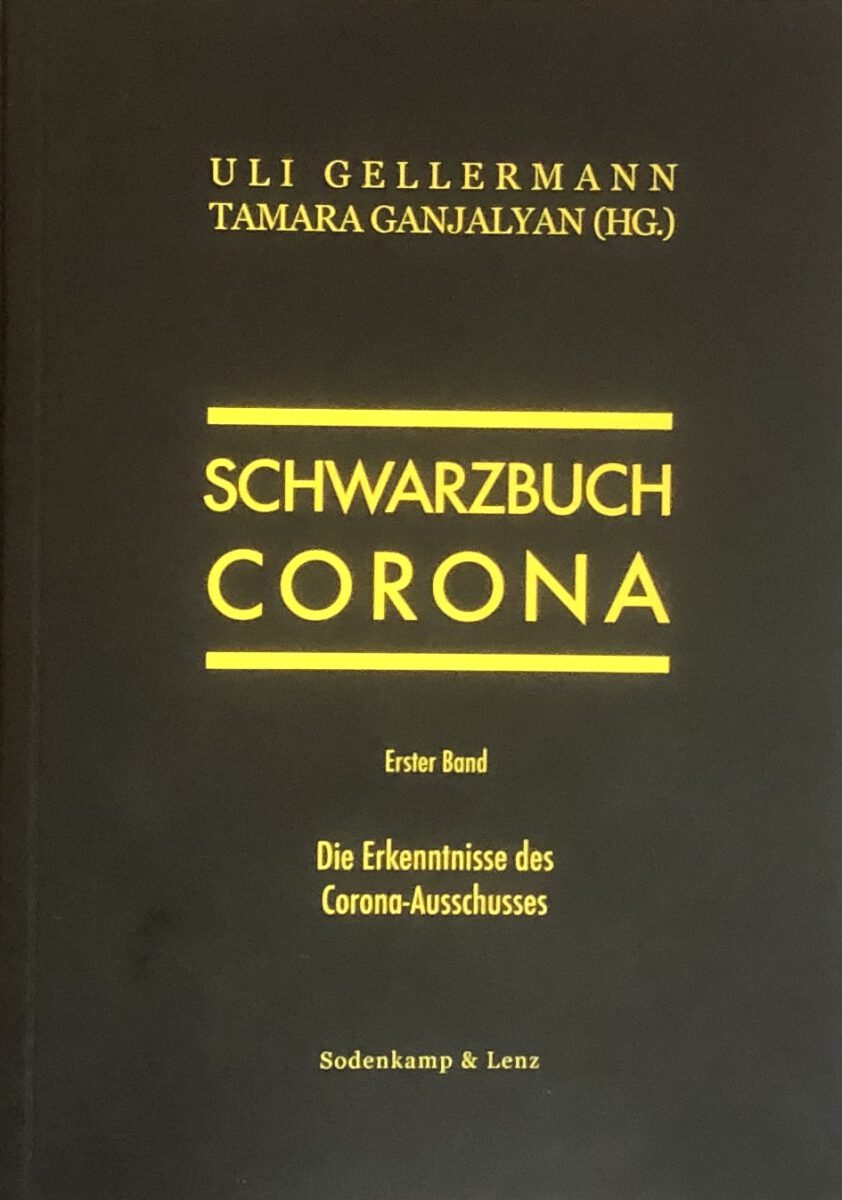 ULI GELLERMANN
TAMARA GANJALYAN (HG.)
SCHWARZBUCH
CORONA
Erster Band
Die Erkenntnisse des
Corona-Ausschusses
Sodenkamp & Lenz